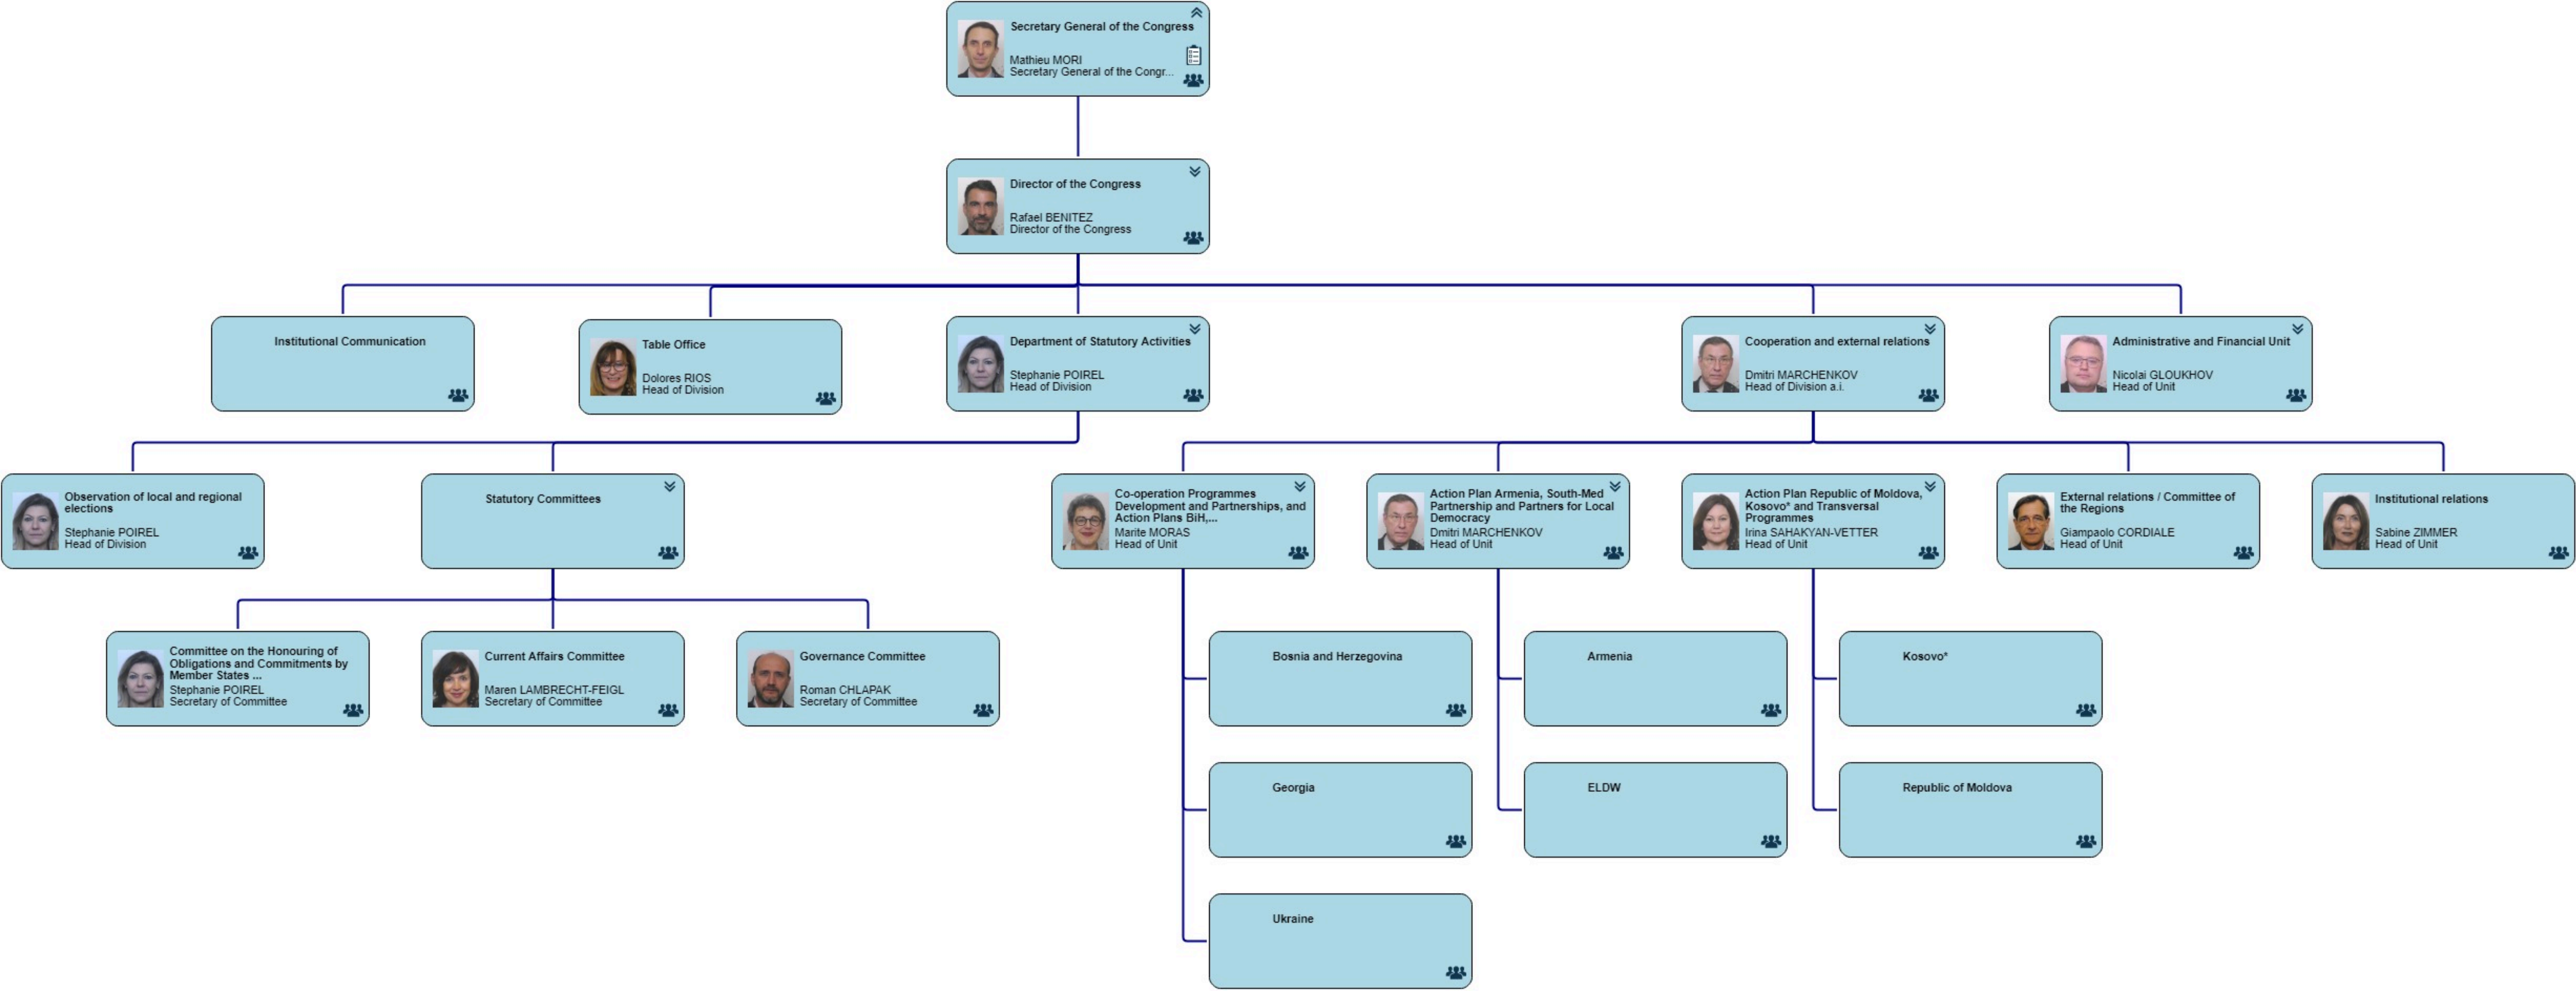 Secretary General of the Congress
Mathieu MORI
Secretary General of the Congr...
Director of the Congress
Rafael BENITEZ
Director of the Congress
Institutional Communication
Table Office
Dolores RIOS
Head of Division
Department of Statutory Activities
Stephanie POIREL
Head of Division
Cooperation and external relations
Dmitri MARCHENKOV
Head of Division a.i.
Administrative and Financial Unit
Nicolai GLOUKHOV
Head of Unit
Observation of local and regional
elections
Stephanie POIREL
Head of Division
Statutory Committees
Co-operation Programmes
Development and Partnerships, and
Action Plans BiH,...
Marite MORAS
Head of Unit
Action Plan Armenia, South-Med
Partnership and Partners for Local
Democracy
Dmitri MARCHENKOV
Head of Unit
Action Plan Republic of Moldova,
Kosovo* and Transversal
Programmes
Irina SAHAKYAN-VETTER
Head of Unit
External relations / Committee of
the Regions
Giampaolo CORDIALE
Head of Unit
Institutional relations
Sabine ZIMMER
Head of Unit
Committee on the Honouring of
Obligations and Commitments by
Member States ...
Stephanie POIREL
Secretary of Committee
Current Affairs Committee
Maren LAMBRECHT-FEIGL
Secretary of Committee
Governance Committee
Roman CHLAPAK
Secretary of Committee
Bosnia and Herzegovina
Armenia
Kosovo*
Georgia
ELDW
Republic of Moldova
Ukraine